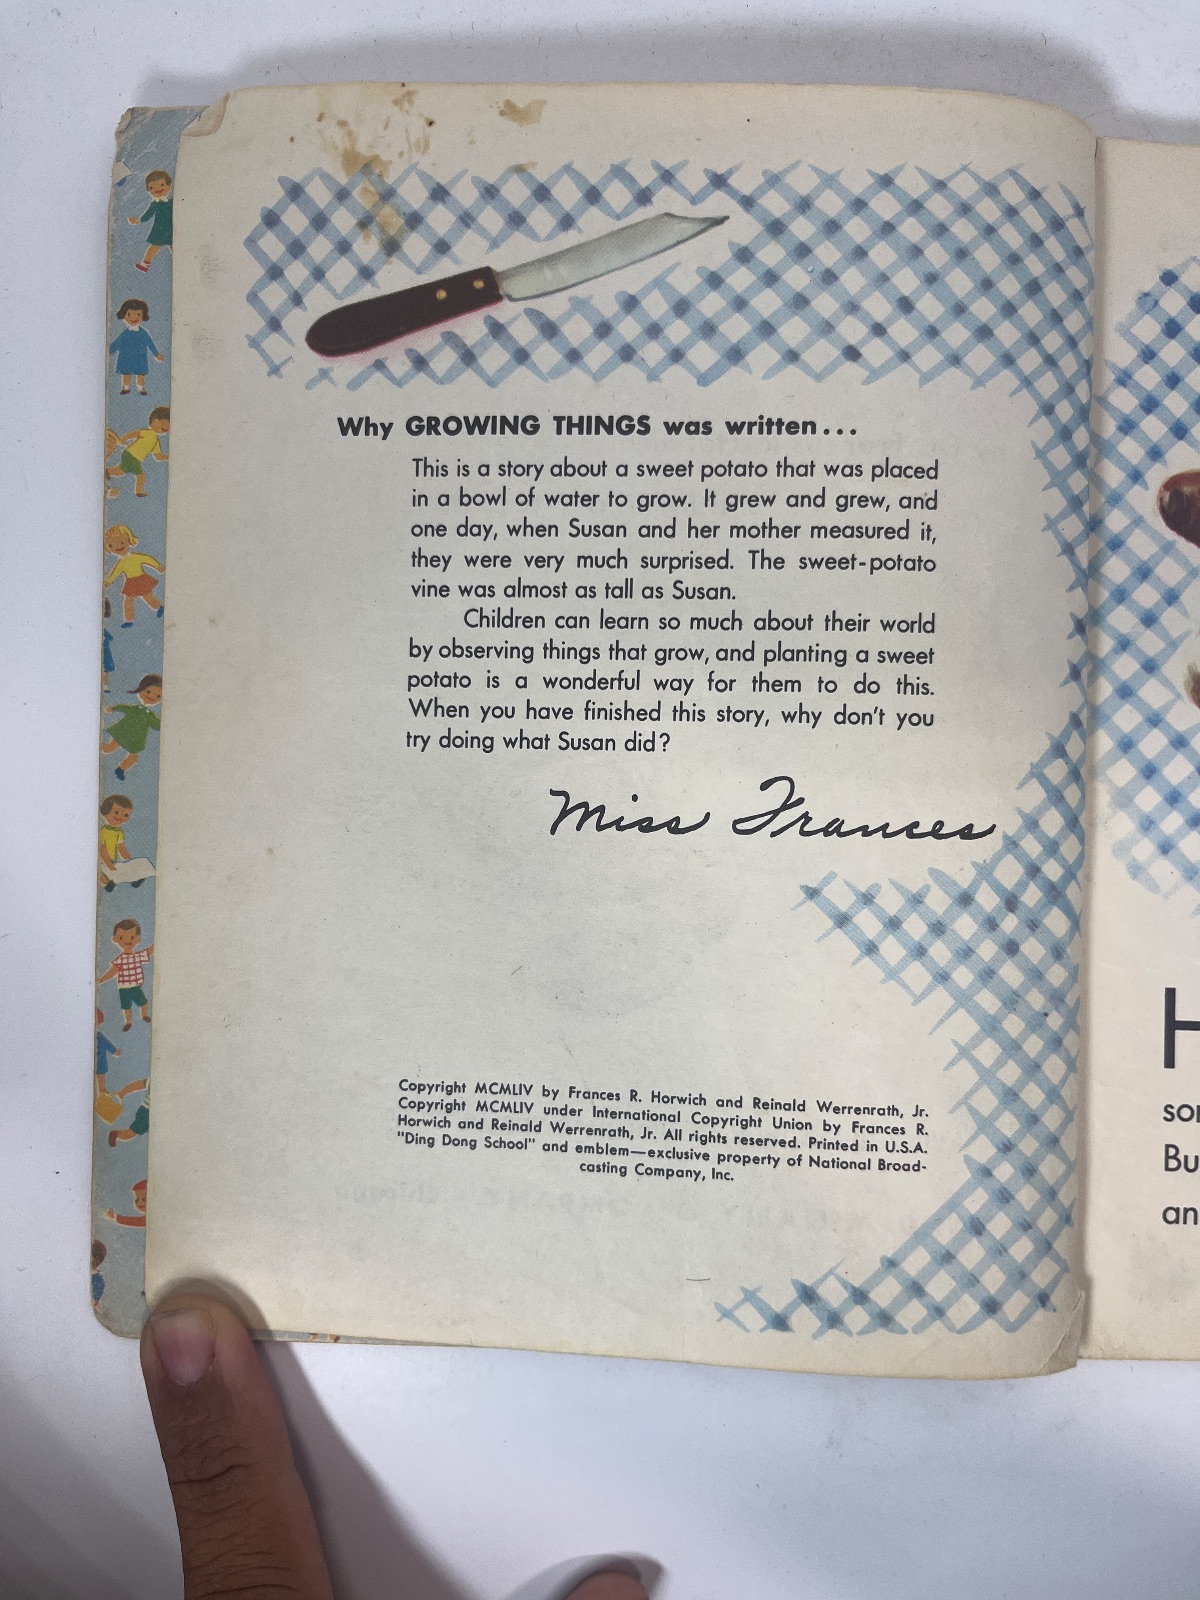 Why GROWING THINGS was written...
This is a story about a sweet potato that was placed
in a bowl of water to grow. It grew and grew, and
one day, when Susan and her mother measured it,
they were very much surprised. The sweet-potato
vine was almost as tall as Susan.
Children can learn so much about their world
by observing things that grow, and planting a sweet
potato is a wonderful way for them to do this.
When you have finished this story, why don't you
try doing what Susan did?
Miss Frances
Copyright MCMLIV by Frances R. Horwich and Reinald Werrenrath, Jr.
Copyright MCMLIV under International Copyright Union by Frances R.
Horwich and Reinald Werrenrath, Jr. All rights reserved. Printed in U.S.A.
"Ding Dong School" and emblem—exclusive property of National Broad-
casting Company, Inc.
H
Bu
an